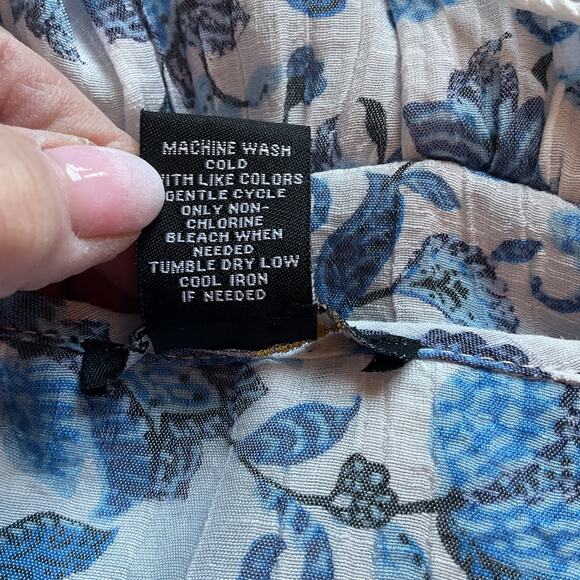 MACHINE WASH
COLD
WITH LIKE COLORS
GENTLE CYCLE
ONLY NON-
CHLORINE
BLEACH WHEN
NEEDED
TUMBLE DRY LOW
COOL IRON
IF NEEDED